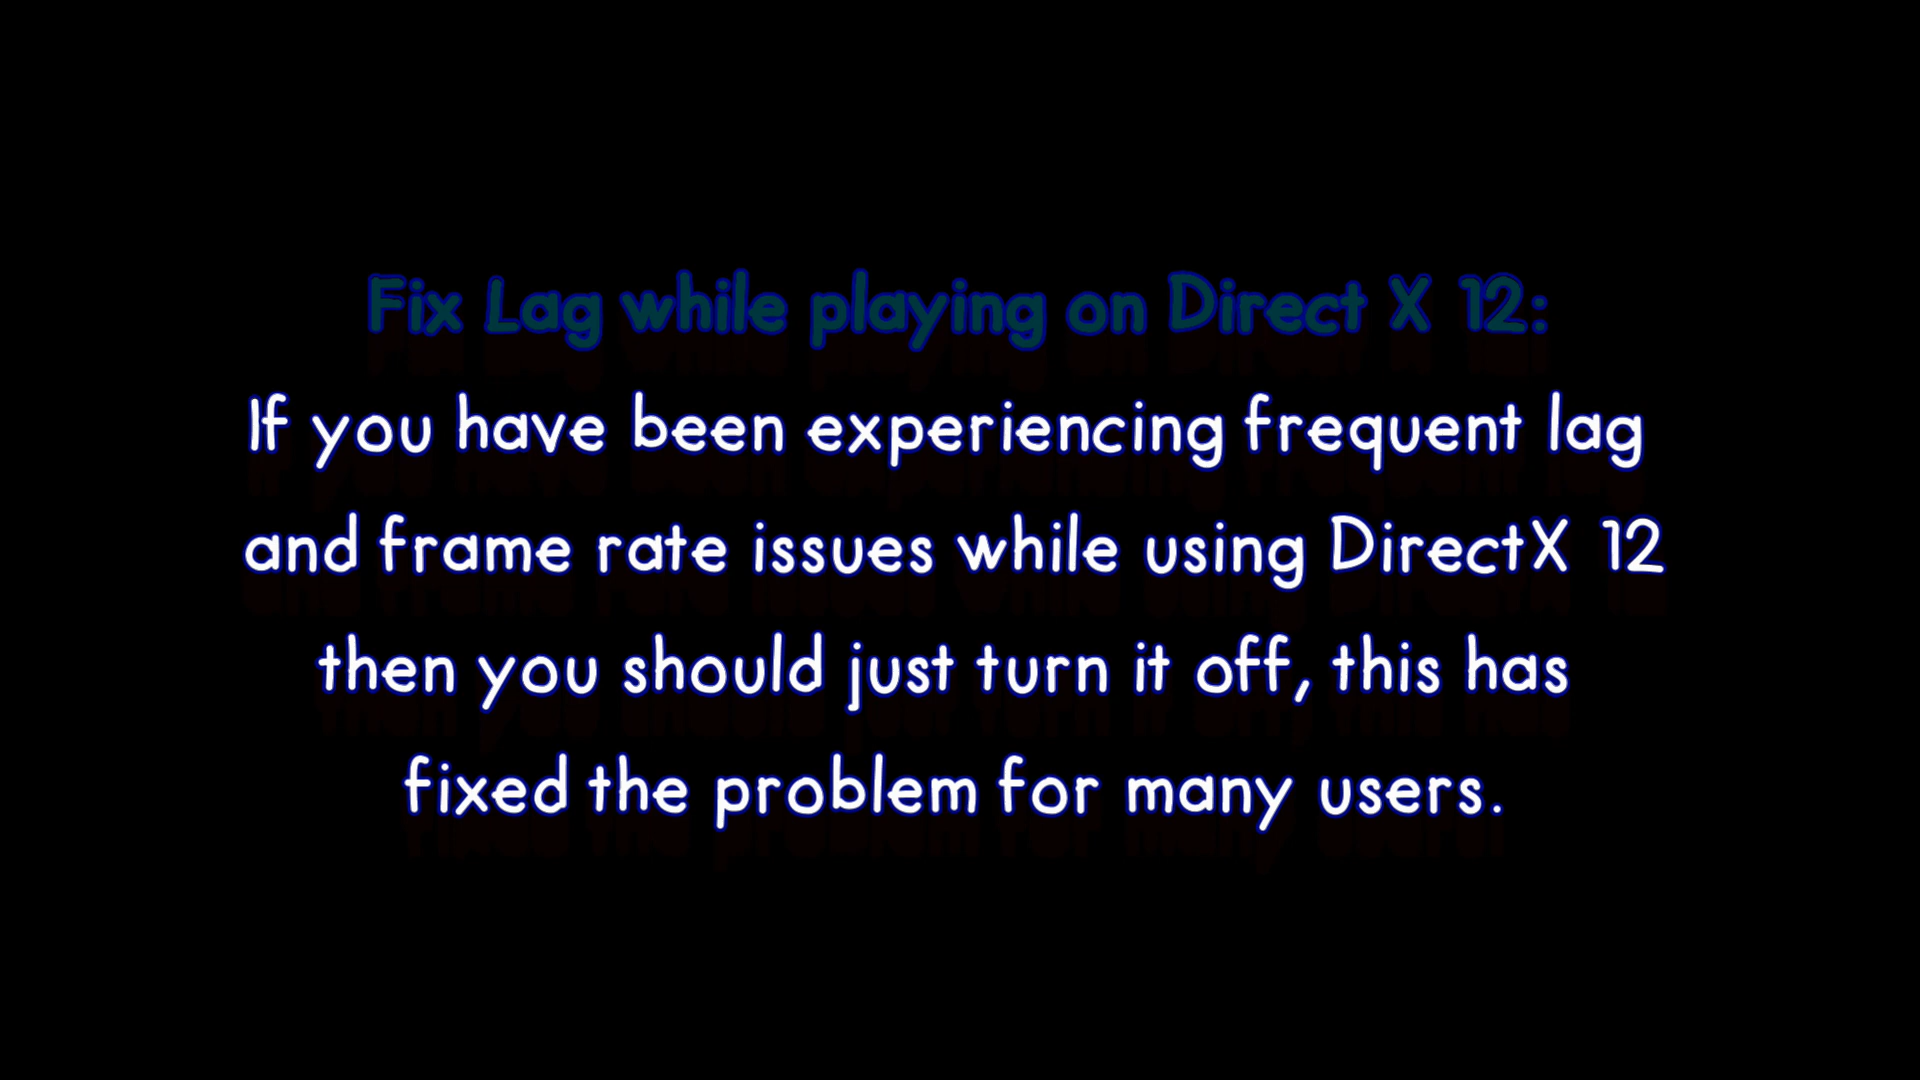 Fix Lag while playing on Direct X 12:
If you have been experiencing frequent lag
and frame rate issues while using DirectX 12
then you should just turn it off, this has
fixed the problem for many users.